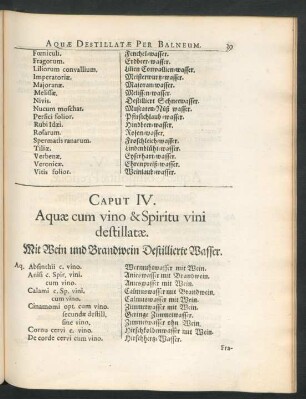 AQUÆ DESTILLATÆ PER BALNEUM. 39
Fœniculi. Fenchel-wasser.
Fragorum. Erdbeer-wasser.
Liliorum convallium. Lilien Convallien-wasser.
Imperatoriæ. Meisterwurtz-wasser.
Majoranæ. Majoran-wasser.
Melissæ. Melissen-wasser.
Nivis. Destilliert Schneewasser.
Nucum moschat. Muscaten-Nüß wasser.
Persici folior. Pfirsichlaub-wasser.
Rubi Idæi. Hindbeer-wasser.
Rosarum. Rosen-wasser.
Spermatis ranarum. Froschleich-wasser.
Tiliæ. Lindenblüht-wasser.
Verbenæ. Eysenhart-wasser.
Veronicæ. Ehrenpreiß-wasser.
Vitis folior. Weinlaub-wasser.
CAPUT IV.
Aquæ cum vino & Spiritu vini
destillatæ.
Mit Wein und Brandwein Destillierte Wasser.
Aq. Absinthii c. vino. Wermuhtwasser mit Wein.
Anisi c. Spir. vini. Aniswasser mit Brandwein.
cum vino. Aniswasser mit Wein.
Calami c. Sp. vini. Calmuswasser mit Brandwein.
cum vino. Calmuswasser mit Wein.
Cinamomi opt. cum vino. Zimmetwasser mit Wein.
secundæ destill. Geringe Zimmetwasser.
sine vino. Zimmetwasser ohn Wein.
Cornu cervi c. vino. Hirschkolbenwasser mit Wein.
De corde cervi cum vino. Hirschhertz-Wasser.
Fra-